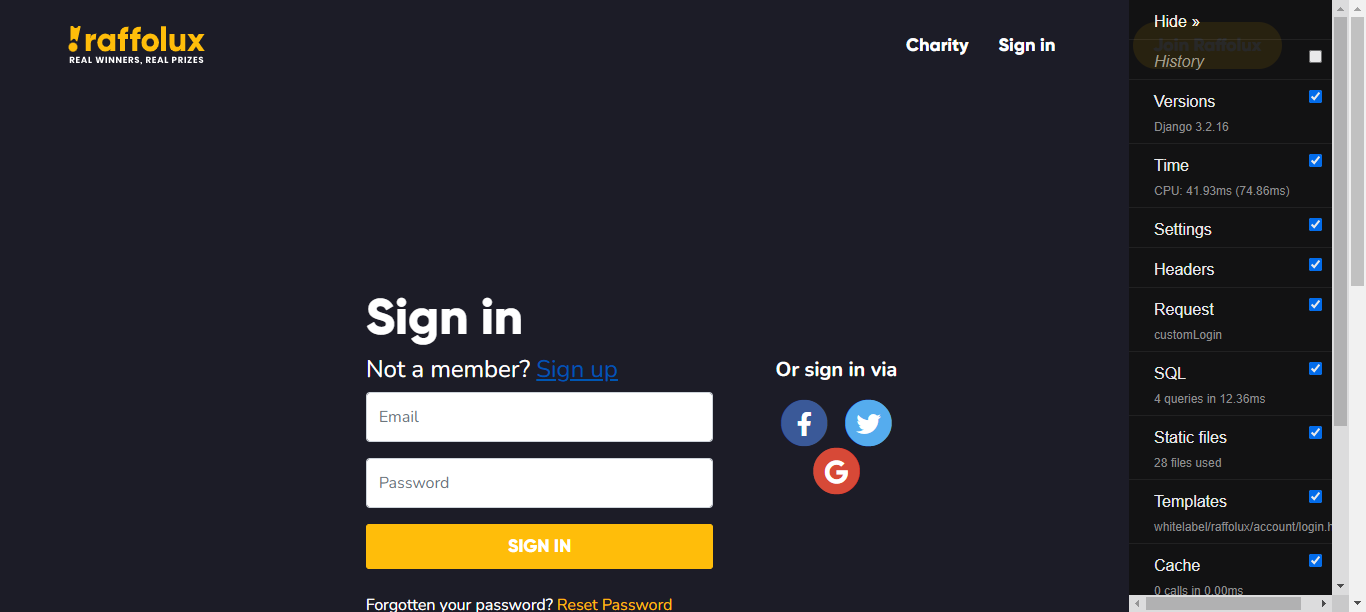 raffolux
REAL WINNERS, REAL PRIZES
Charity
Sign in
Join Raffolux
Sign in
Not a member? Sign up
Email
Password
SIGN IN
Forgotten your password? Reset Password
Or sign in via
Hide »
History
Versions
Django 3.2.16
Time
CPU: 41.93ms (74.86ms)
Settings
Headers
Request
customLogin
SQL
4 queries in 12.36ms
Static files
28 files used
Templates
whitelabel/raffolux/account/login.h
Cache
0 calls in 0.00ms